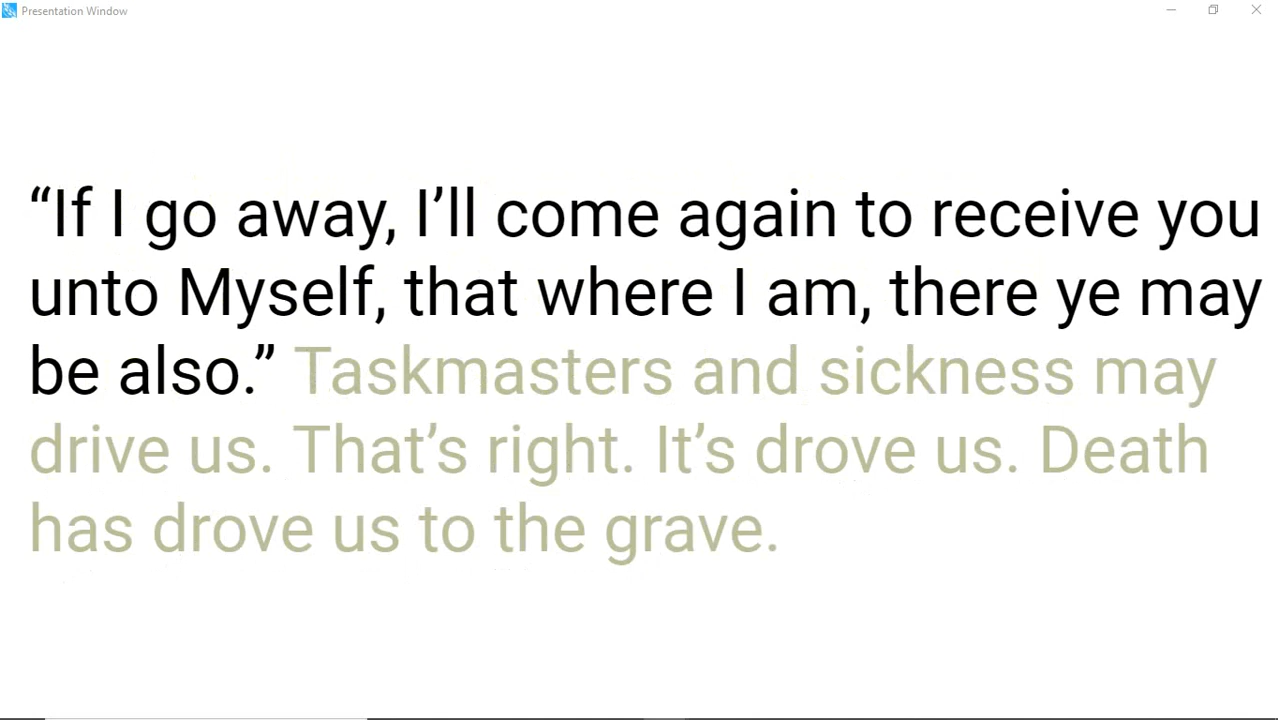 Presentation Window
“If I go away, I’ll come again to receive you
unto Myself, that where I am, there ye may
be also.” Taskmasters and sickness may
drive us. That’s right. It’s drove us. Death
has drove us to the grave.